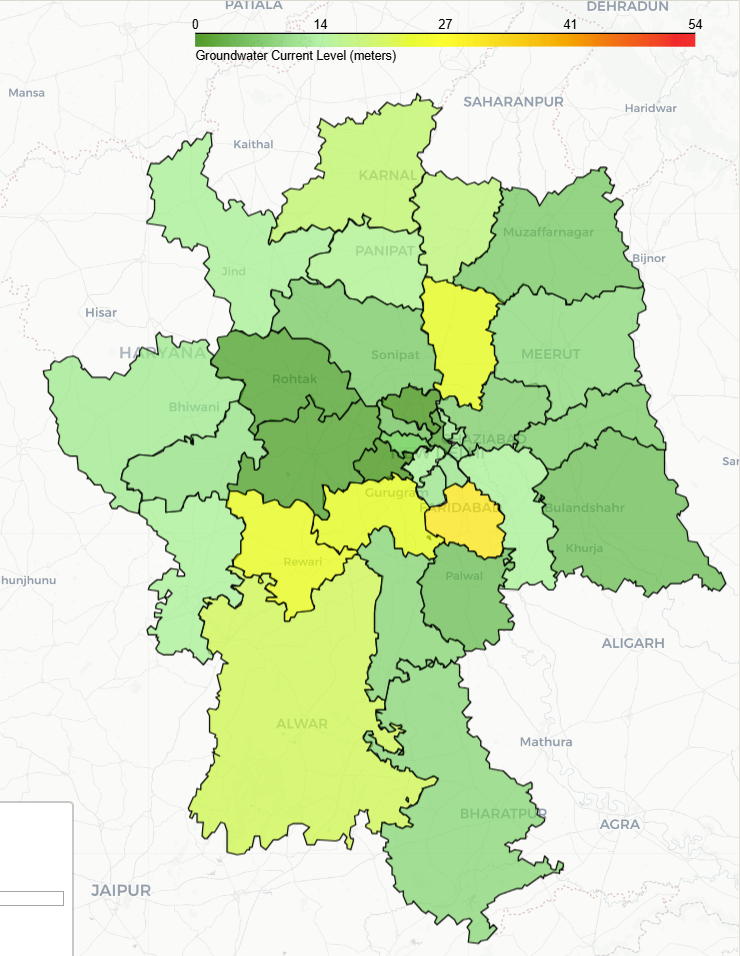 PATIALA
DEHRADUN
0 14 27 41 54
Groundwater Current Level (meters)
Mansa
SAHARANPUR
Haridwar
Kaithal
KARNAL
Muzaffarnagar
PANIPAT
Bijnor
Jind
Hisar
HARYANA
Sonipat
MEERUT
Rohtak
Bhiwani
GHAZIABAD
NEW DELHI
Sar
Gurugram
FARIDABAD
Bulandshahr
Khurja
Rewari
Palwal
hunjhunu
ALIGARH
ALWAR
Mathura
BHARATPUR
AGRA
JAIPUR